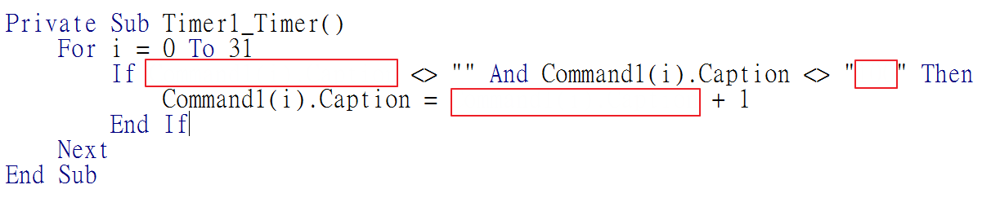 Private Sub Timer1_Timer()
For i = 0 To 31
If <> "" And Command1(i).Caption <> "" Then
Command1(i).Caption = + 1
End If
Next
End Sub